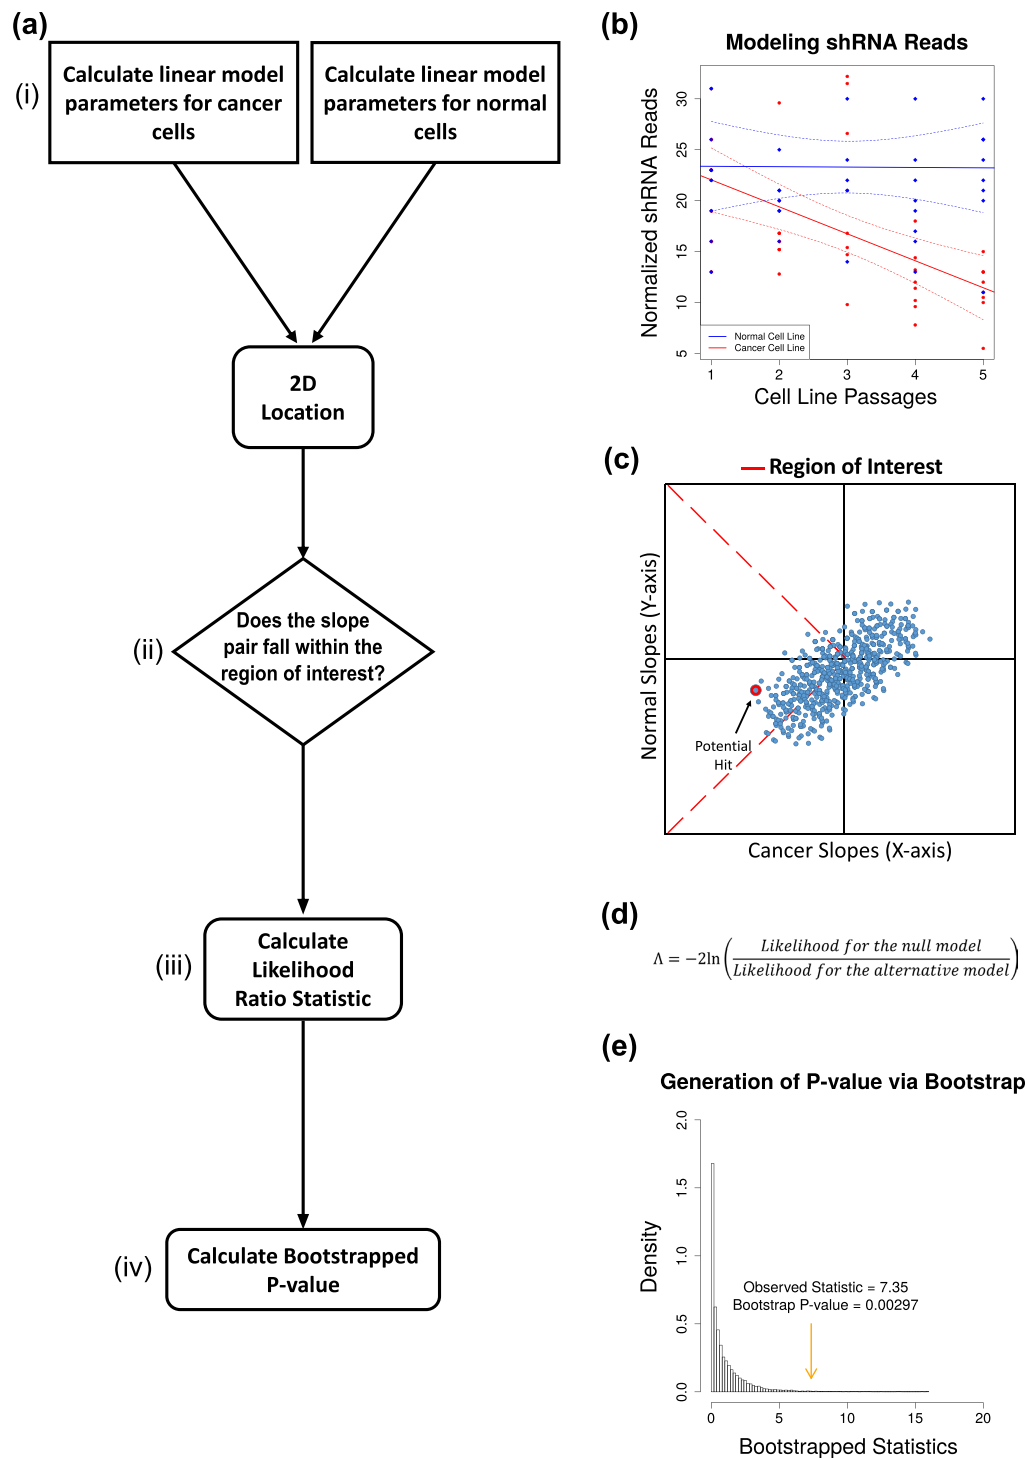 (a)
(i)
Calculate linear model
parameters for cancer
cells
Calculate linear model
parameters for normal
cells
2D
Location
(ii)
Does the slope
pair fall within the
region of interest?
(iii)
Calculate
Likelihood
Ratio Statistic
(iv)
Calculate Bootstrapped
P-value
(b)
Modeling shRNA Reads
Normalized shRNA Reads
30
25
20
15
10
5
Normal Cell Line
Cancer Cell Line
1 2 3 4 5
Cell Line Passages
(c)
Region of Interest
Normal Slopes (Y-axis)
Potential
Hit
Cancer Slopes (X-axis)
(d)
Λ = −2ln(Likelihood for the null model / Likelihood for the alternative model)
(e)
Generation of P-value via Bootstrap
Density
2.0
1.5
1.0
0.5
0.0
Observed Statistic = 7.35
Bootstrap P-value = 0.00297
0 5 10 15 20
Bootstrapped Statistics